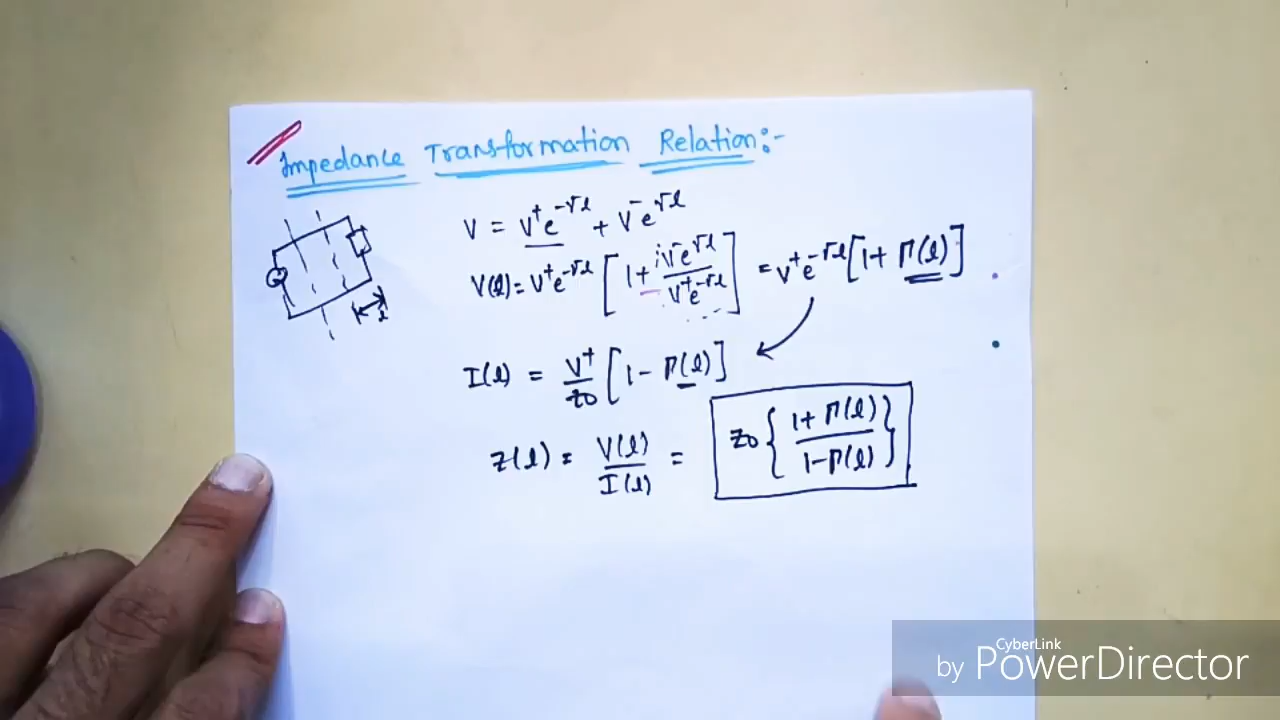 Impedance Transformation Relation:-
V = V⁺e^-γl + V⁻e^γl
V(l) = V⁺e^-γl [1 + V⁻e^γl / V⁺e^-γl] = V⁺e^-γl [1 + Γ(l)]
l
I(l) = V⁺/Z0 [1 - Γ(l)]
Z(l) = V(l) / I(l) = Z0 { 1 + Γ(l) / 1 - Γ(l) }
CyberLink
by PowerDirector